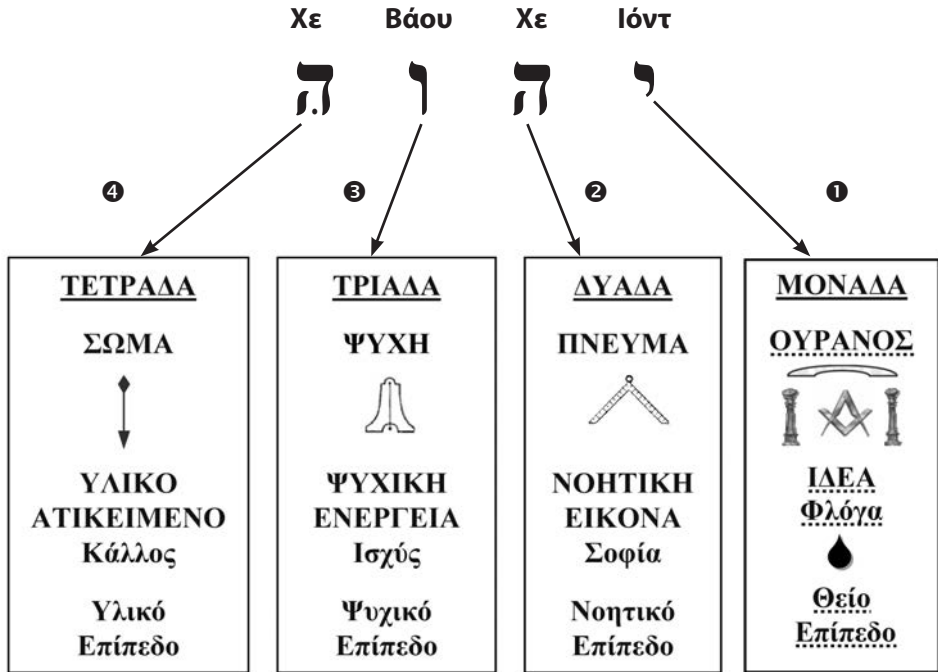 Χε Βάου Χε Ιόντ
ה ו ה י
❹ ❸ ❷ ❶
ΤΕΤΡΑΔΑ
ΣΩΜΑ
ΥΛΙΚΟ
ΑΤΙΚΕΙΜΕΝΟ
Κάλλος
Υλικό
Επίπεδο
ΤΡΙΑΔΑ
ΨΥΧΗ
ΨΥΧΙΚΗ
ΕΝΕΡΓΕΙΑ
Ισχύς
Ψυχικό
Επίπεδο
ΔΥΑΔΑ
ΠΝΕΥΜΑ
ΝΟΗΤΙΚΗ
ΕΙΚΟΝΑ
Σοφία
Νοητικό
Επίπεδο
ΜΟΝΑΔΑ
ΟΥΡΑΝΟΣ
ΙΔΕΑ
Φλόγα
Θείο
Επίπεδο